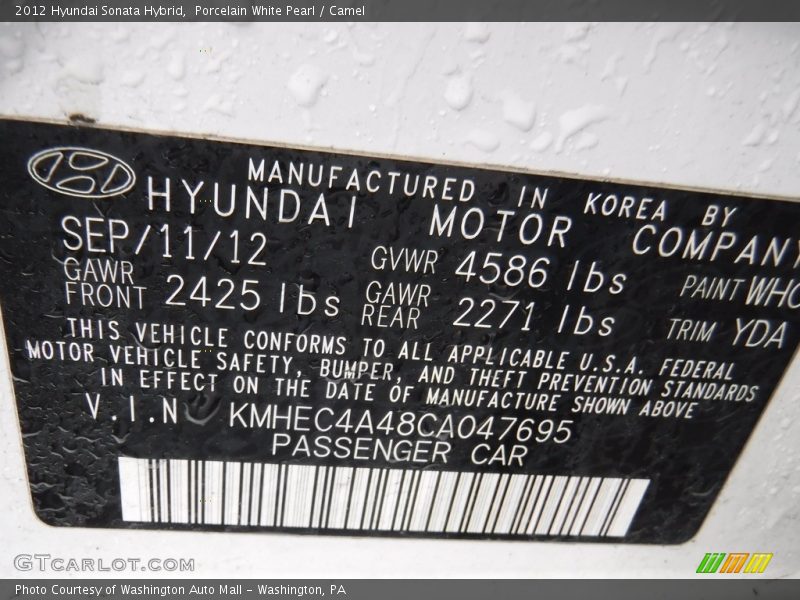 2012 Hyundai Sonata Hybrid, Porcelain White Pearl / Camel
MANUFACTURED IN KOREA BY
HYUNDAI MOTOR COMPANY
SEP/11/12 GVWR 4586 lbs PAINT WHC
GAWR FRONT 2425 lbs GAWR REAR 2271 lbs TRIM YDA
THIS VEHICLE CONFORMS TO ALL APPLICABLE U.S.A. FEDERAL
MOTOR VEHICLE SAFETY, BUMPER, AND THEFT PREVENTION STANDARDS
IN EFFECT ON THE DATE OF MANUFACTURE SHOWN ABOVE
V.I.N KMHEC4A48CA047695
PASSENGER CAR
GTCARLOT.COM
Photo Courtesy of Washington Auto Mall - Washington, PA